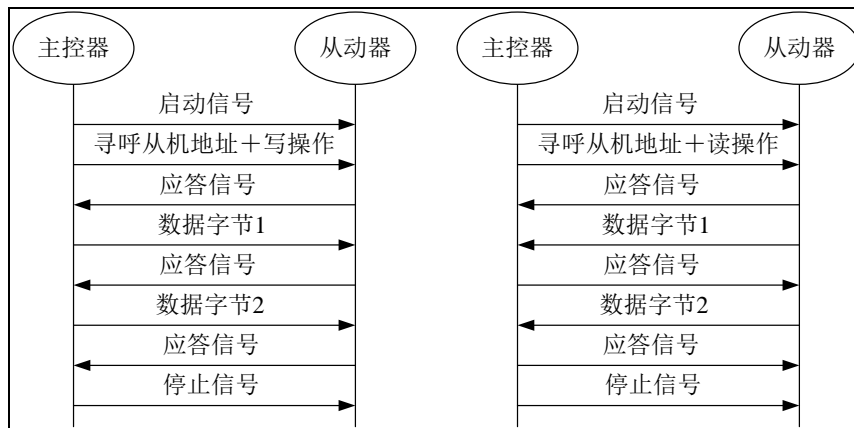 主控器
从动器
启动信号
寻呼从机地址＋写操作
应答信号
数据字节1
应答信号
数据字节2
应答信号
停止信号
主控器
从动器
启动信号
寻呼从机地址＋读操作
应答信号
数据字节1
应答信号
数据字节2
应答信号
停止信号